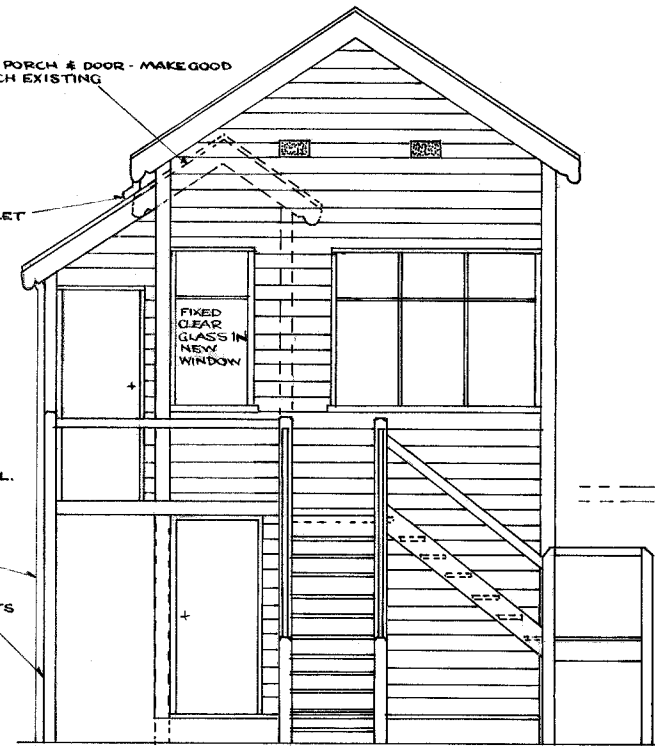 PORCH & DOOR - MAKE GOOD
CH EXISTING
LET
FIXED
CLEAR
GLASS IN
NEW
WINDOW
L.
TS